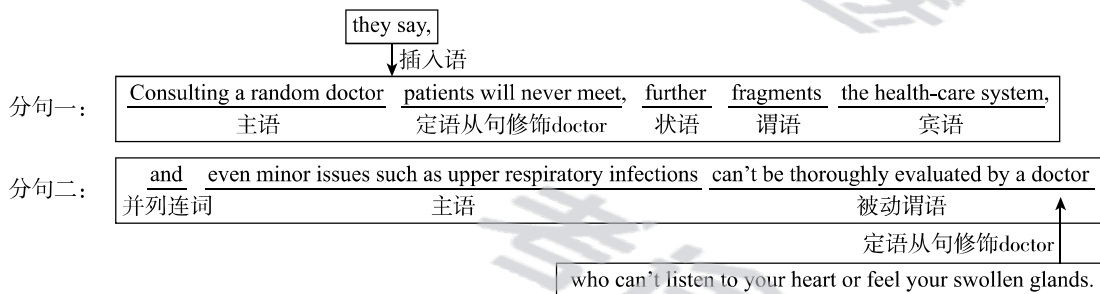 they say,
插入语
分句一: Consulting a random doctor patients will never meet, further fragments the health-care system,
主语 定语从句修饰doctor 状语 谓语 宾语
分句二: and even minor issues such as upper respiratory infections can't be thoroughly evaluated by a doctor
并列连词 主语 被动谓语
定语从句修饰doctor
who can't listen to your heart or feel your swollen glands.